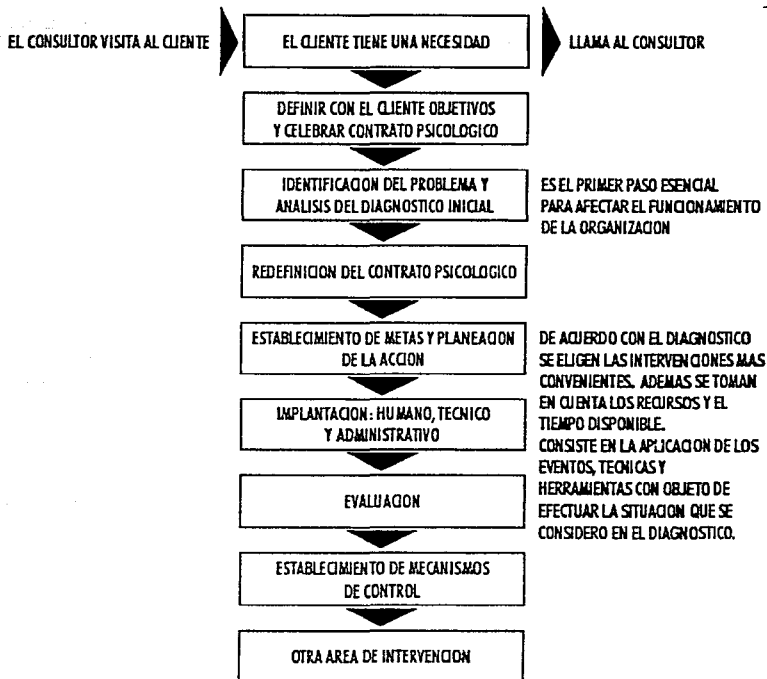 EL CONSULTOR VISITA AL CLIENTE
EL CLIENTE TIENE UNA NECESIDAD
LLAMA AL CONSULTOR
DEFINIR CON EL CLIENTE OBJETIVOS
Y CELEBRAR CONTRATO PSICOLOGICO
IDENTIFICACION DEL PROBLEMA Y
ANALISIS DEL DIAGNOSTICO INICIAL
ES EL PRIMER PASO ESENCIAL
PARA AFECTAR EL FUNCIONAMIENTO
DE LA ORGANIZACION
REDEFINICION DEL CONTRATO PSICOLOGICO
ESTABLECIMIENTO DE METAS Y PLANEACION
DE LA ACCION
DE ACUERDO CON EL DIAGNOSTICO
SE ELIGEN LAS INTERVENCIONES MAS
CONVENIENTES. ADEMAS SE TOMAN
EN CUENTA LOS RECURSOS Y EL
TIEMPO DISPONIBLE.
IMPLANTACION: HUMANO, TECNICO
Y ADMINISTRATIVO
CONSISTE EN LA APLICACION DE LOS
EVENTOS, TECNICAS Y
HERRAMIENTAS CON OBJETO DE
EFECTUAR LA SITUACION QUE SE
CONSIDERO EN EL DIAGNOSTICO.
EVALUACION
ESTABLECIMIENTO DE MECANISMOS
DE CONTROL
OTRA AREA DE INTERVENCION